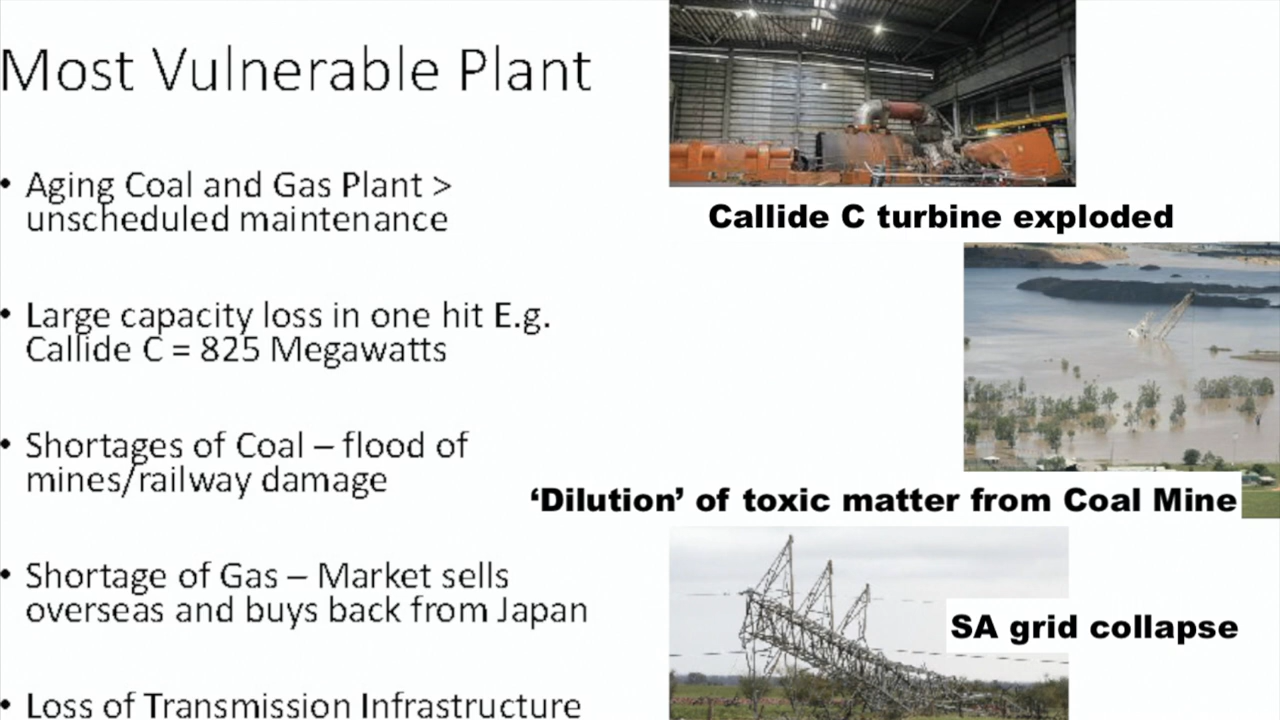 Most Vulnerable Plant
• Aging Coal and Gas Plant >
unscheduled maintenance
• Large capacity loss in one hit E.g.
Callide C = 825 Megawatts
• Shortages of Coal – flood of
mines/railway damage
• Shortage of Gas – Market sells
overseas and buys back from Japan
• Loss of Transmission Infrastructure
Callide C turbine exploded
‘Dilution’ of toxic matter from Coal Mine
SA grid collapse